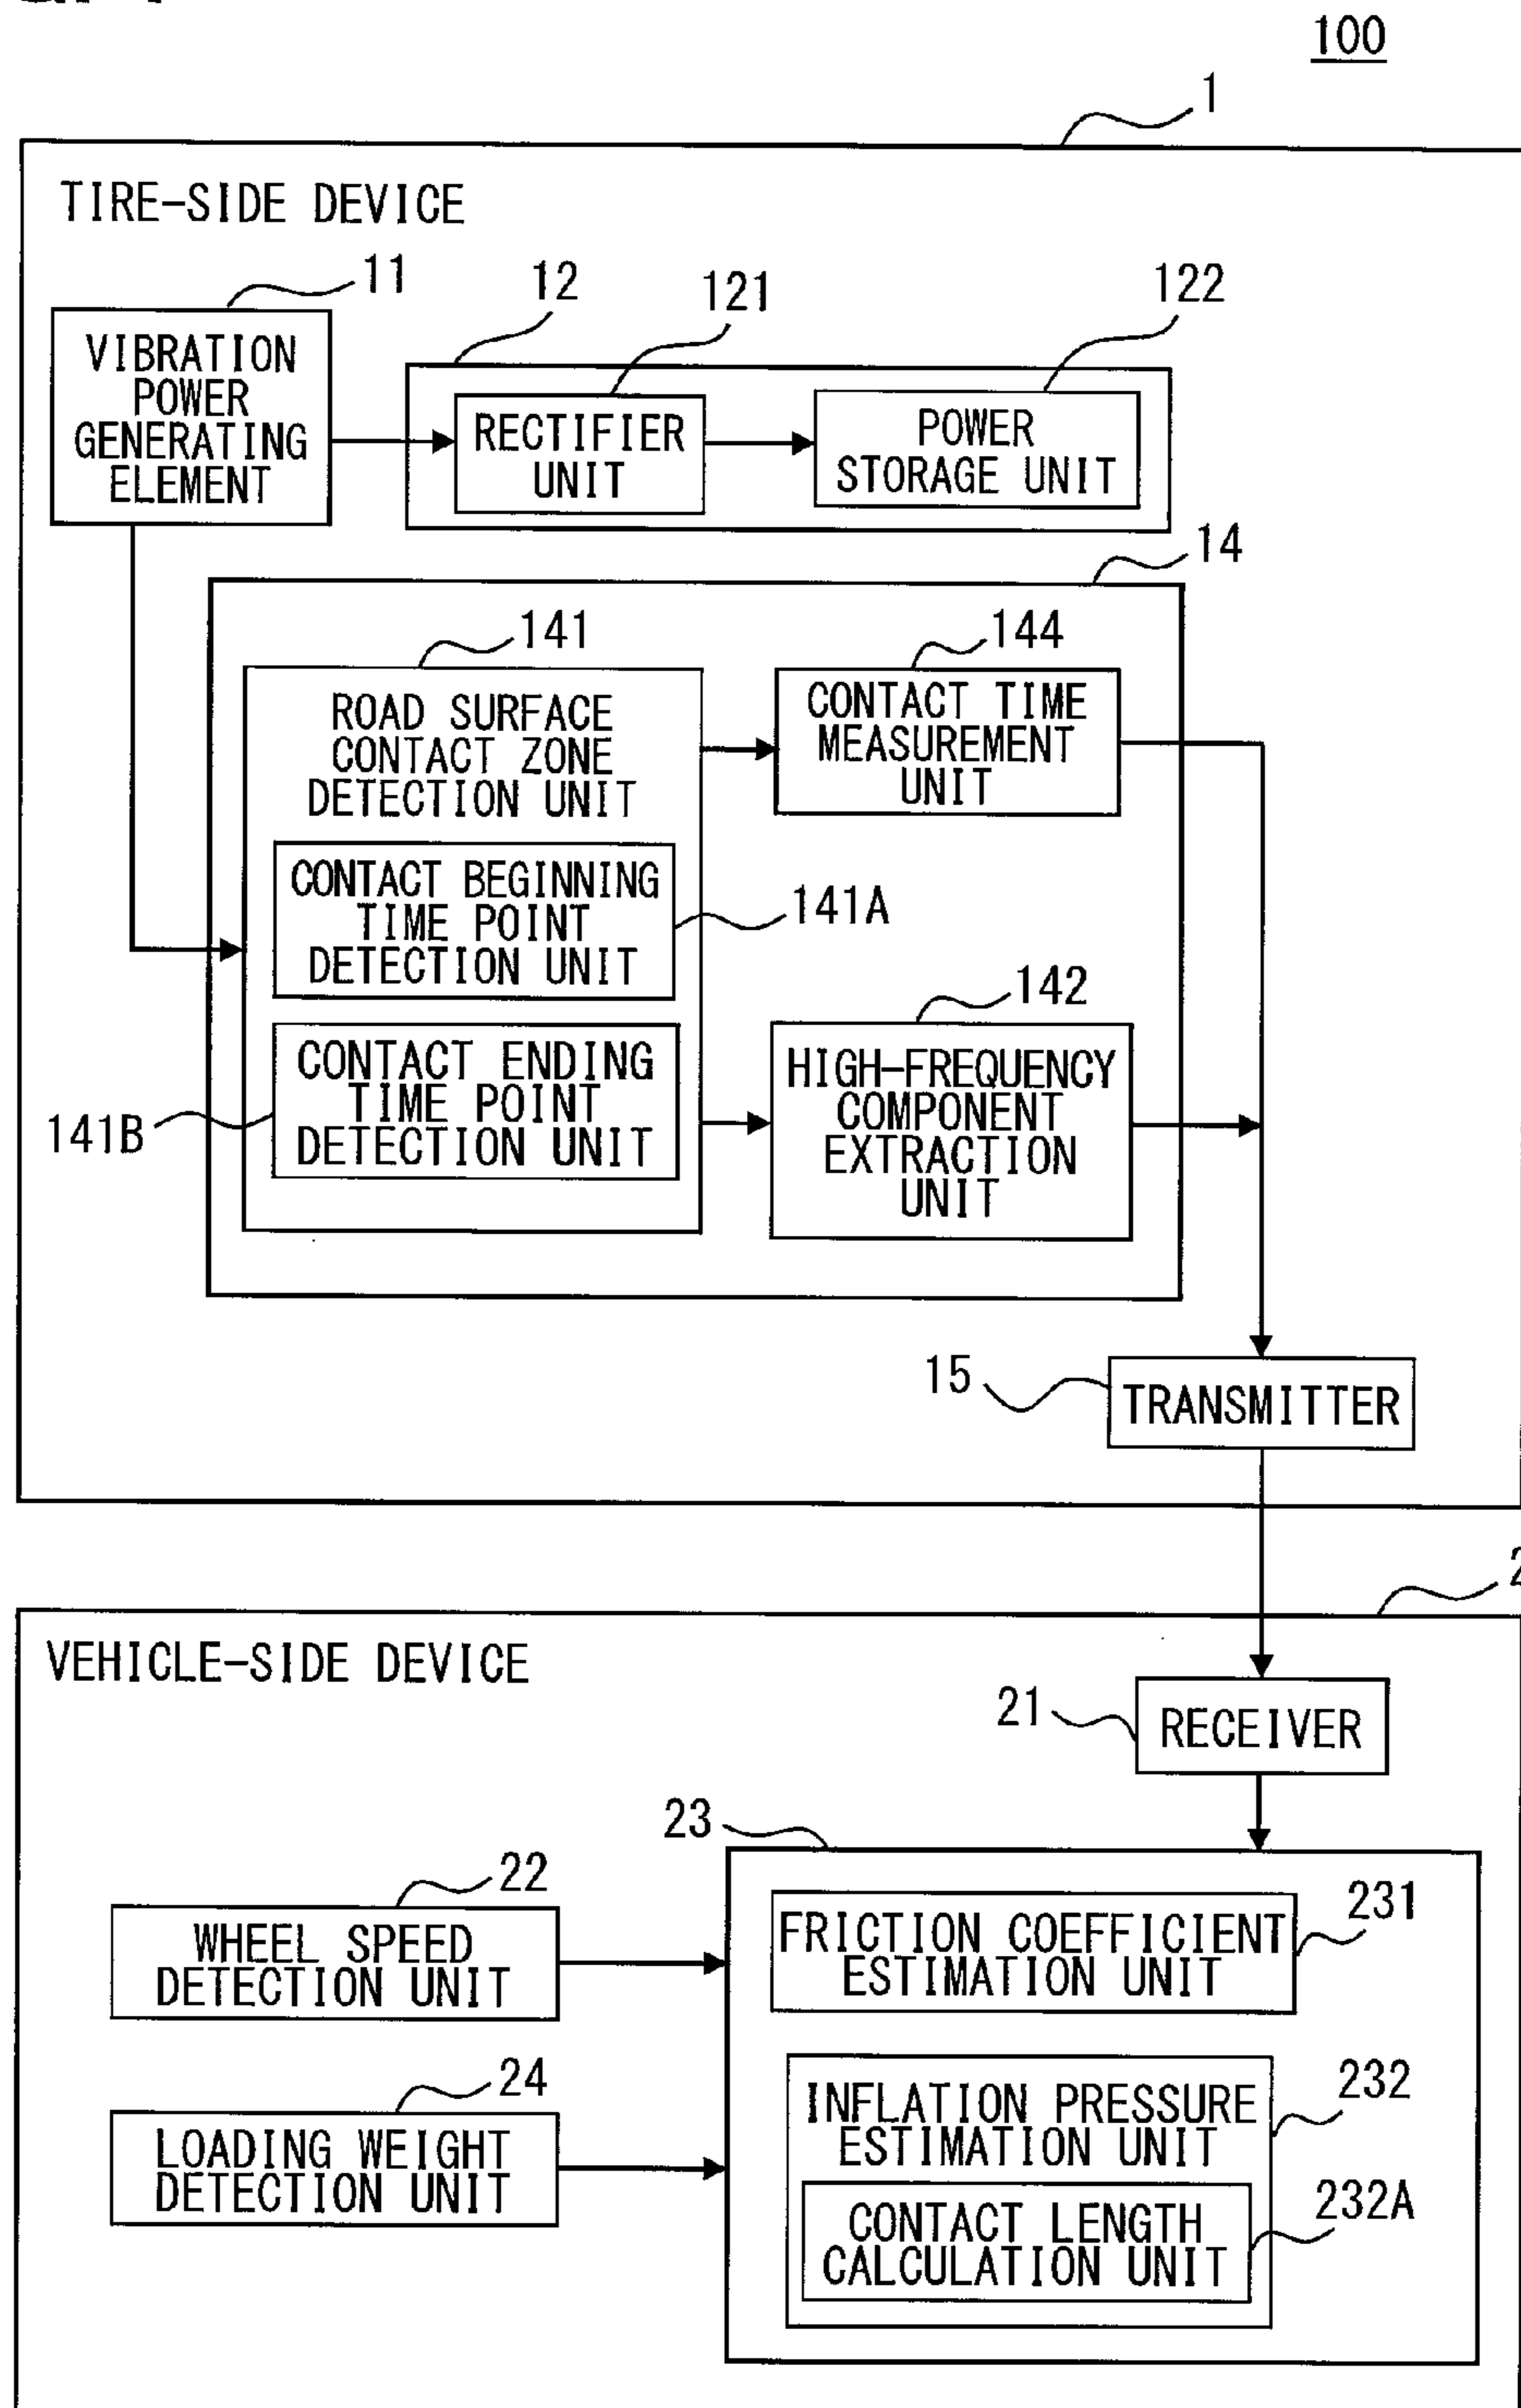 100
1
TIRE-SIDE DEVICE
11
12
121
122
VIBRATION
POWER
GENERATING
ELEMENT
RECTIFIER
UNIT
POWER
STORAGE UNIT
14
141
144
ROAD SURFACE
CONTACT ZONE
DETECTION UNIT
CONTACT TIME
MEASUREMENT
UNIT
CONTACT BEGINNING
TIME POINT
DETECTION UNIT
141A
142
CONTACT ENDING
TIME POINT
DETECTION UNIT
141B
HIGH-FREQUENCY
COMPONENT
EXTRACTION
UNIT
15
TRANSMITTER
2
VEHICLE-SIDE DEVICE
21
RECEIVER
23
22
WHEEL SPEED
DETECTION UNIT
231
FRICTION COEFFICIENT
ESTIMATION UNIT
24
LOADING WEIGHT
DETECTION UNIT
232
INFLATION PRESSURE
ESTIMATION UNIT
232A
CONTACT LENGTH
CALCULATION UNIT